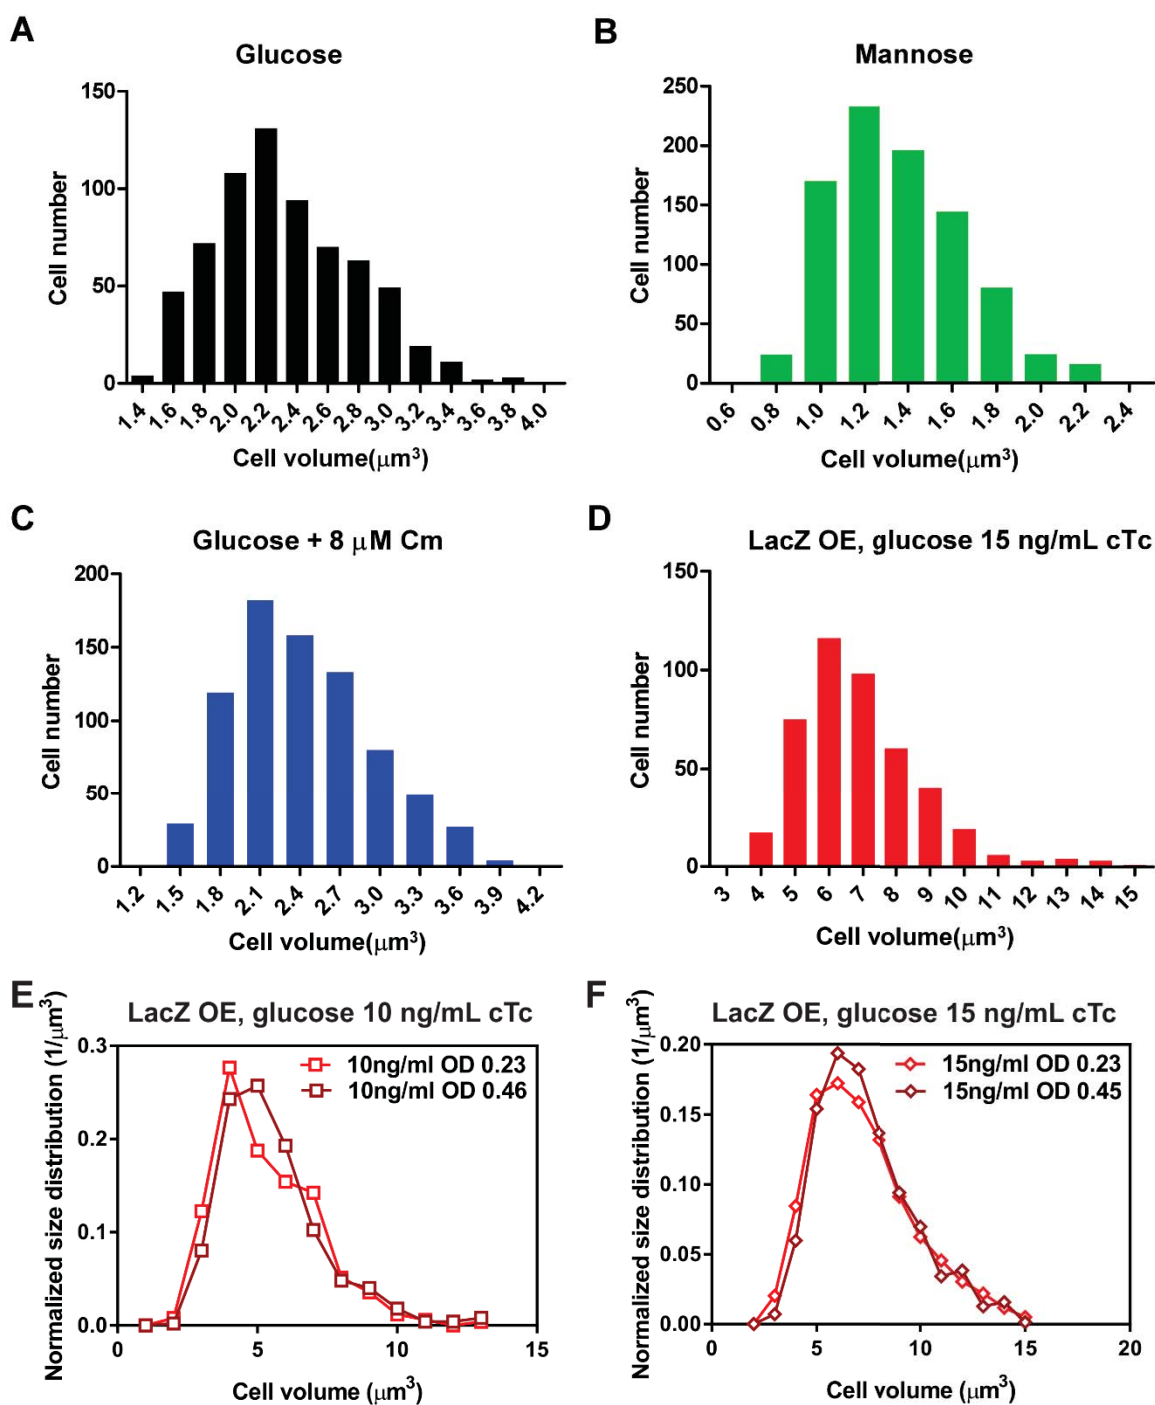 A
Glucose
Cell number
150
100
50
0
1.4 1.6 1.8 2.0 2.2 2.4 2.6 2.8 3.0 3.2 3.4 3.6 3.8 4.0
Cell volume(μm³)
B
Mannose
Cell number
250
200
150
100
50
0
0.6 0.8 1.0 1.2 1.4 1.6 1.8 2.0 2.2 2.4
Cell volume(μm³)
C
Glucose + 8 μM Cm
Cell number
200
150
100
50
0
1.2 1.5 1.8 2.1 2.4 2.7 3.0 3.3 3.6 3.9 4.2
Cell volume(μm³)
D
LacZ OE, glucose 15 ng/mL cTc
Cell number
150
100
50
0
3 4 5 6 7 8 9 10 11 12 13 14 15
Cell volume(μm³)
E
LacZ OE, glucose 10 ng/mL cTc
Normalized size distribution (1/μm³)
0.3
0.2
0.1
0.0
10ng/ml OD 0.23
10ng/ml OD 0.46
0 5 10 15
Cell volume (μm³)
F
LacZ OE, glucose 15 ng/mL cTc
Normalized size distribution (1/μm³)
0.20
0.15
0.10
0.05
0.00
15ng/ml OD 0.23
15ng/ml OD 0.45
0 5 10 15 20
Cell volume (μm³)